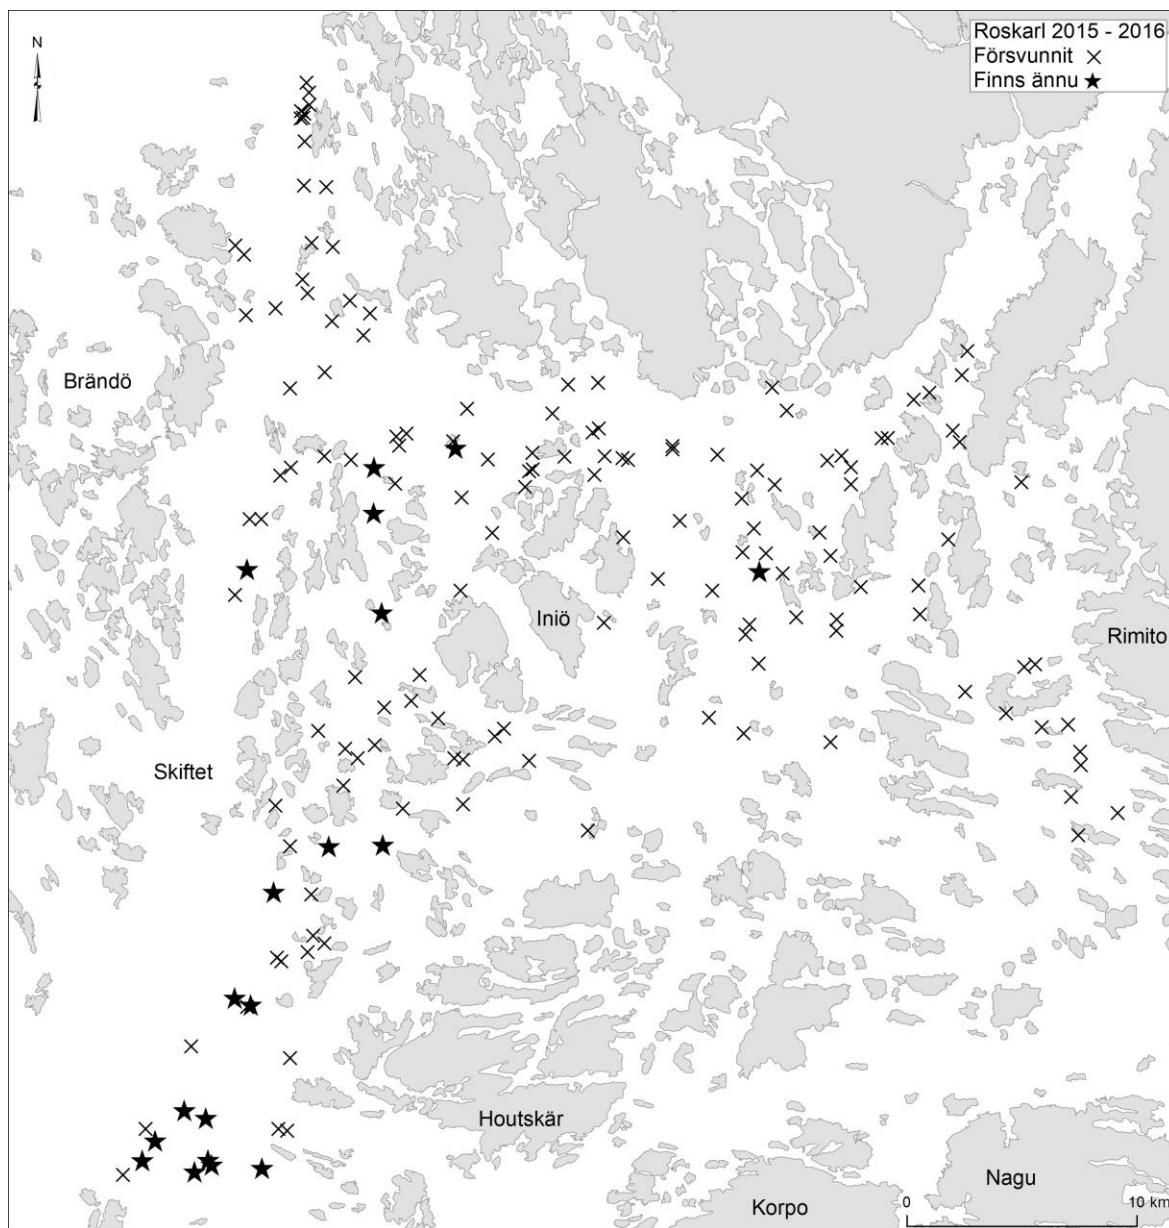 Roskarl 2015 - 2016
Försvunnit
Finns ännu
N
Brändö
Iniö
Rimito
Skiftet
Houtskär
Nagu
Korpo
0 10 km